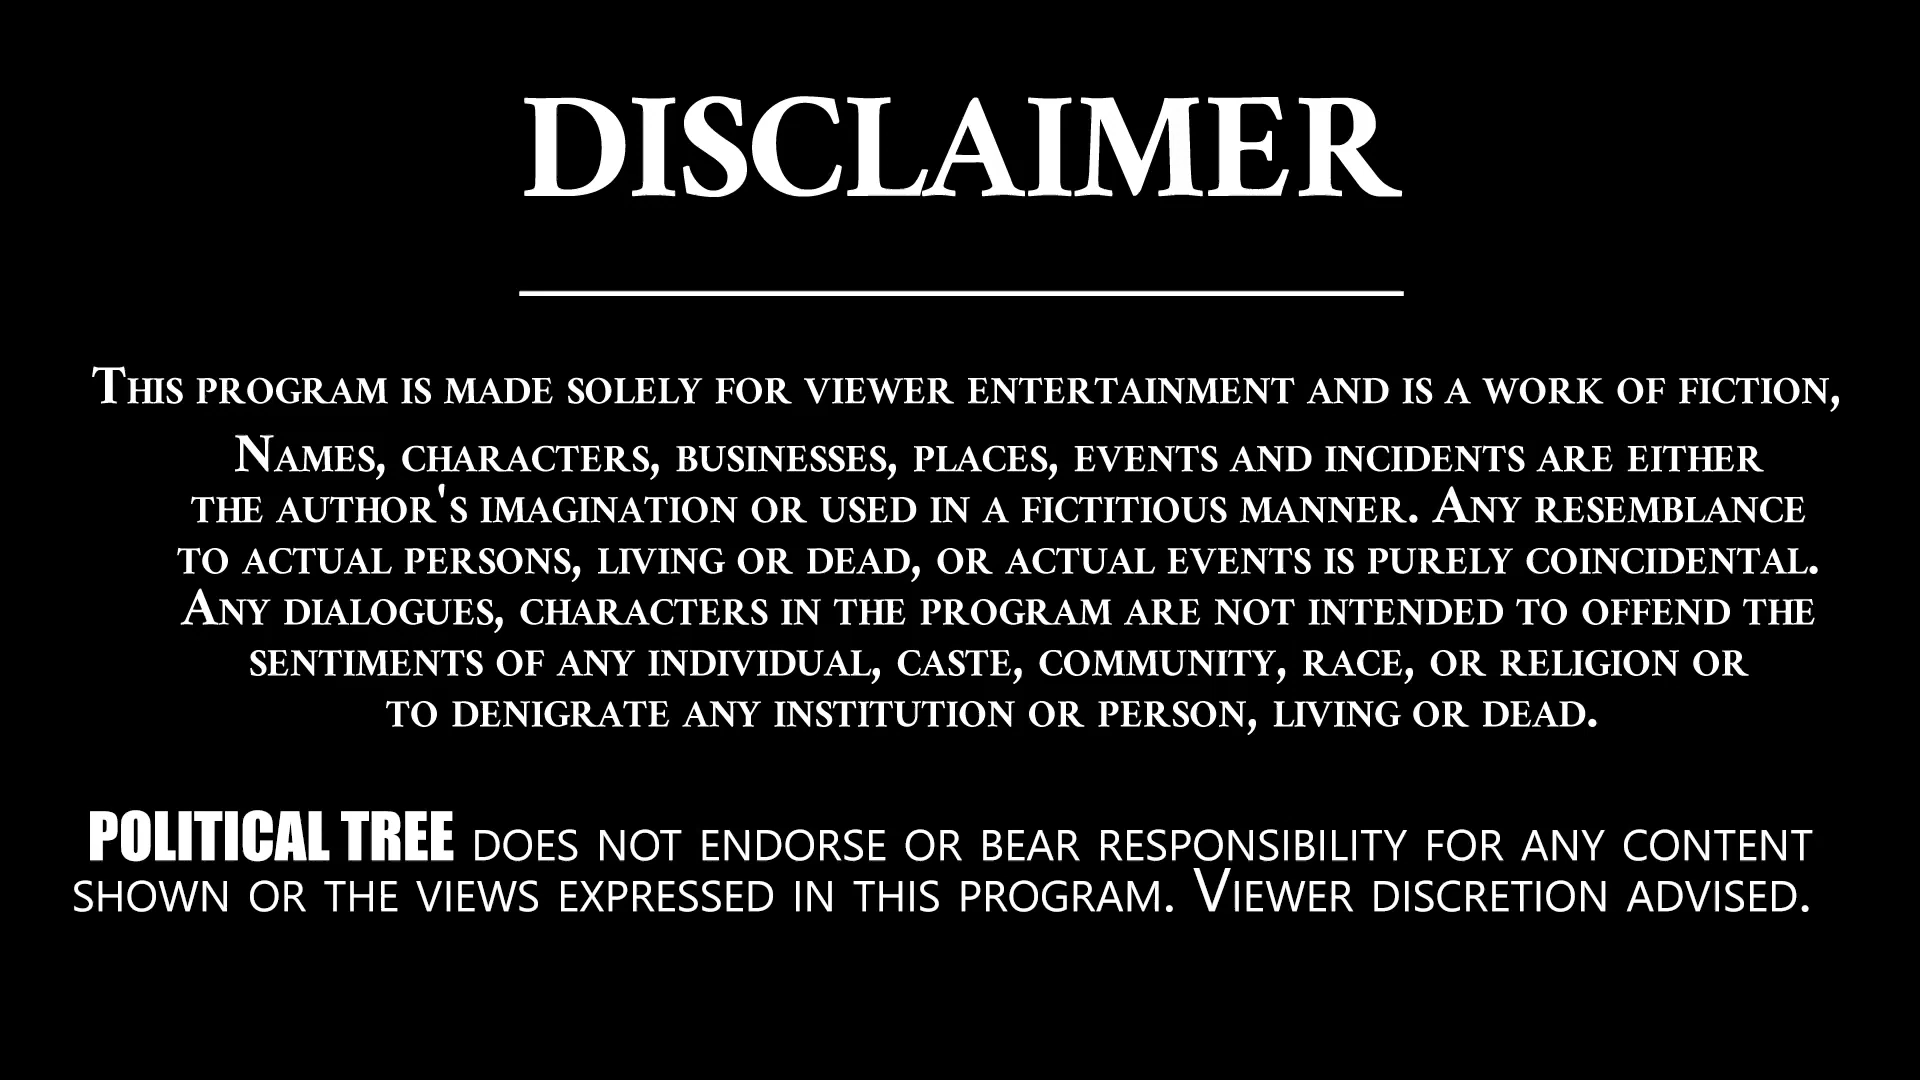 DISCLAIMER
This program is made solely for viewer entertainment and is a work of fiction,
Names, characters, businesses, places, events and incidents are either
the author's imagination or used in a fictitious manner. Any resemblance
to actual persons, living or dead, or actual events is purely coincidental.
Any dialogues, characters in the program are not intended to offend the
sentiments of any individual, caste, community, race, or religion or
to denigrate any institution or person, living or dead.
POLITICAL TREE does not endorse or bear responsibility for any content
shown or the views expressed in this program. Viewer discretion advised.